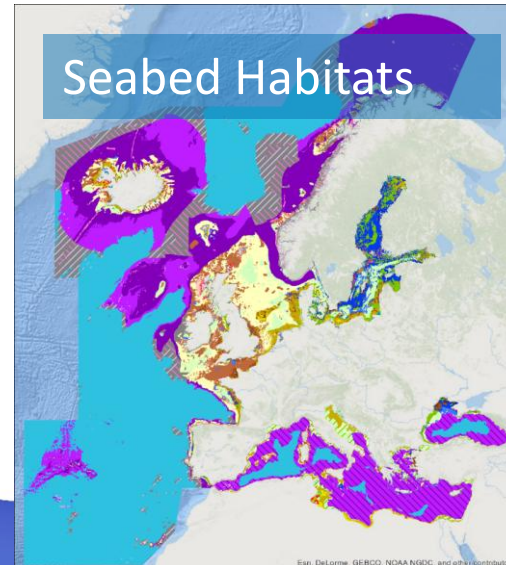 Seabed Habitats
Esri, DeLorme, GEBCO, NOAA NGDC, and other contributors